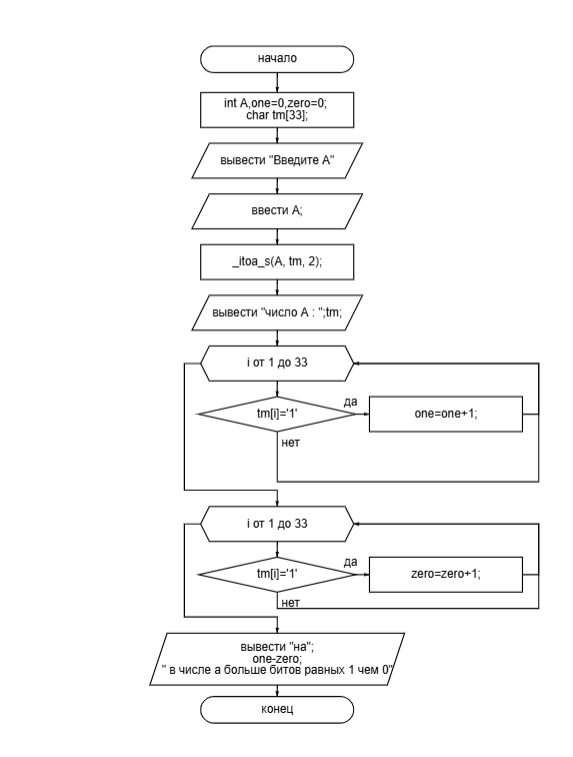 начало
int A,one=0,zero=0;
char tm[33];
вывести "Введите А"
ввести А;
_itoa_s(A, tm, 2);
вывести "число А : ";tm;
i от 1 до 33
tm[i]='1'
да
one=one+1;
нет
i от 1 до 33
tm[i]='1'
да
zero=zero+1;
нет
вывести "на";
one-zero;
" в числе а больше битов равных 1 чем 0"
конец